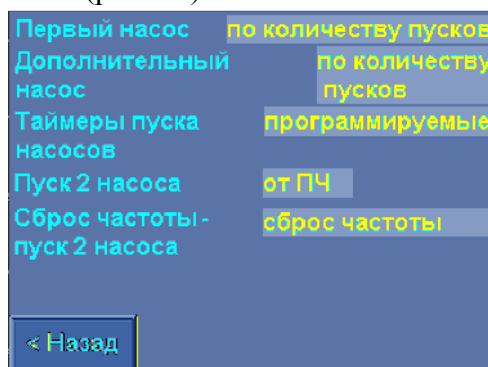 Первый насос по количеству пусков
Дополнительный по количеству
насос пусков
Таймеры пуска программируемые
насосов
Пуск 2 насоса от ПЧ
Сброс частоты - сброс частоты
пуск 2 насоса
< Назад